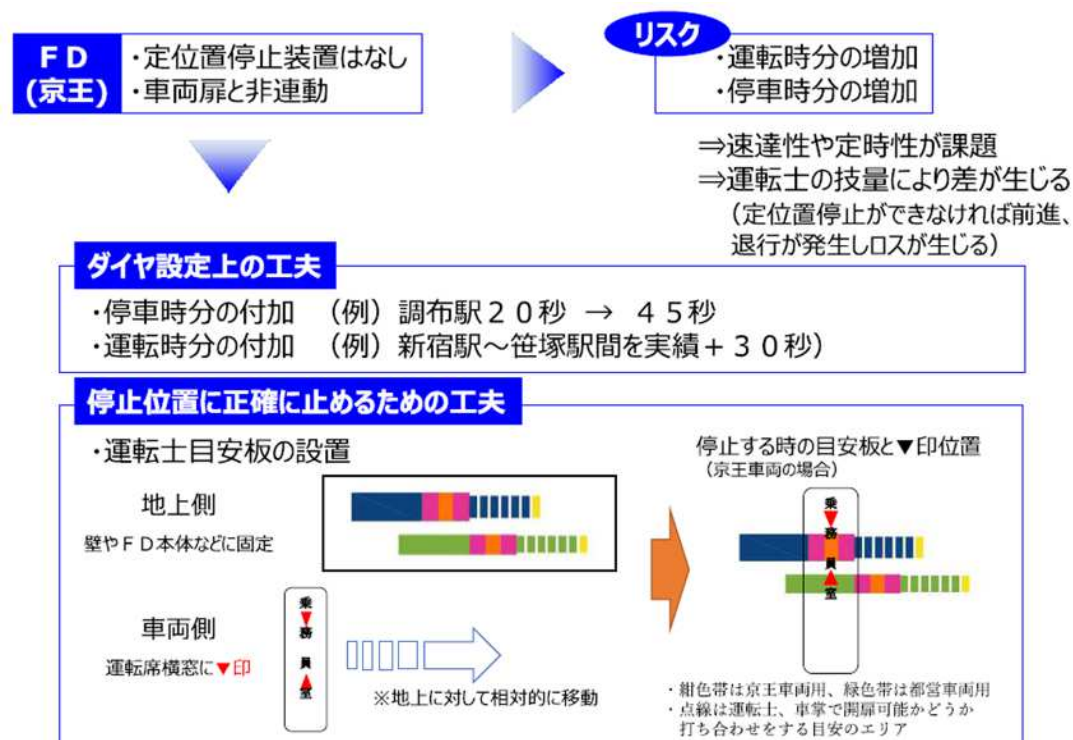 ＦＤ
(京王)
・定位置停止装置はなし
・車両扉と非連動
リスク
・運転時分の増加
・停車時分の増加
⇒速達性や定時性が課題
⇒運転士の技量により差が生じる
（定位置停止ができなければ前進、
退行が発生しロスが生じる）
ダイヤ設定上の工夫
・停車時分の付加　（例）調布駅２０秒 → ４５秒
・運転時分の付加　（例）新宿駅～笹塚駅間を実績＋３０秒）
停止位置に正確に止めるための工夫
・運転士目安板の設置
地上側
壁やＦＤ本体などに固定
車両側
運転席横窓に▼印
乗
▼
務
員
▲
室
※地上に対して相対的に移動
停止する時の目安板と▼印位置
（京王車両の場合）
乗
▼
務
員
▲
室
・紺色帯は京王車両用、緑色帯は都営車両用
・点線は運転士、車掌で開扉可能かどうか
打ち合わせをする目安のエリア